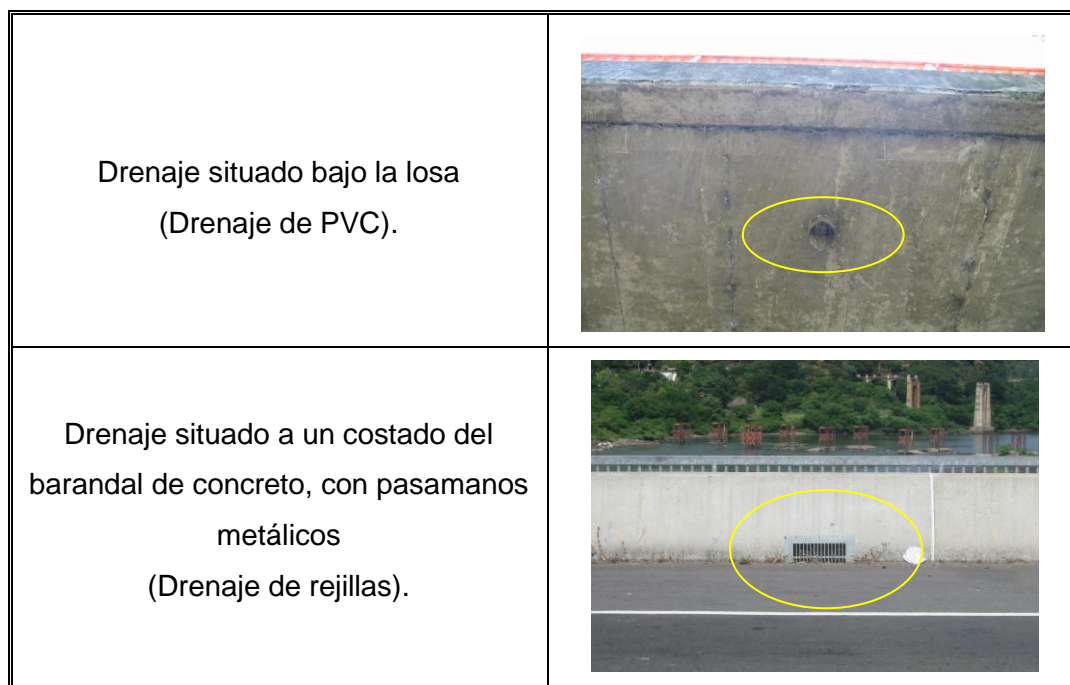 Drenaje situado bajo la losa
(Drenaje de PVC).
Drenaje situado a un costado del
barandal de concreto, con pasamanos
metálicos
(Drenaje de rejillas).